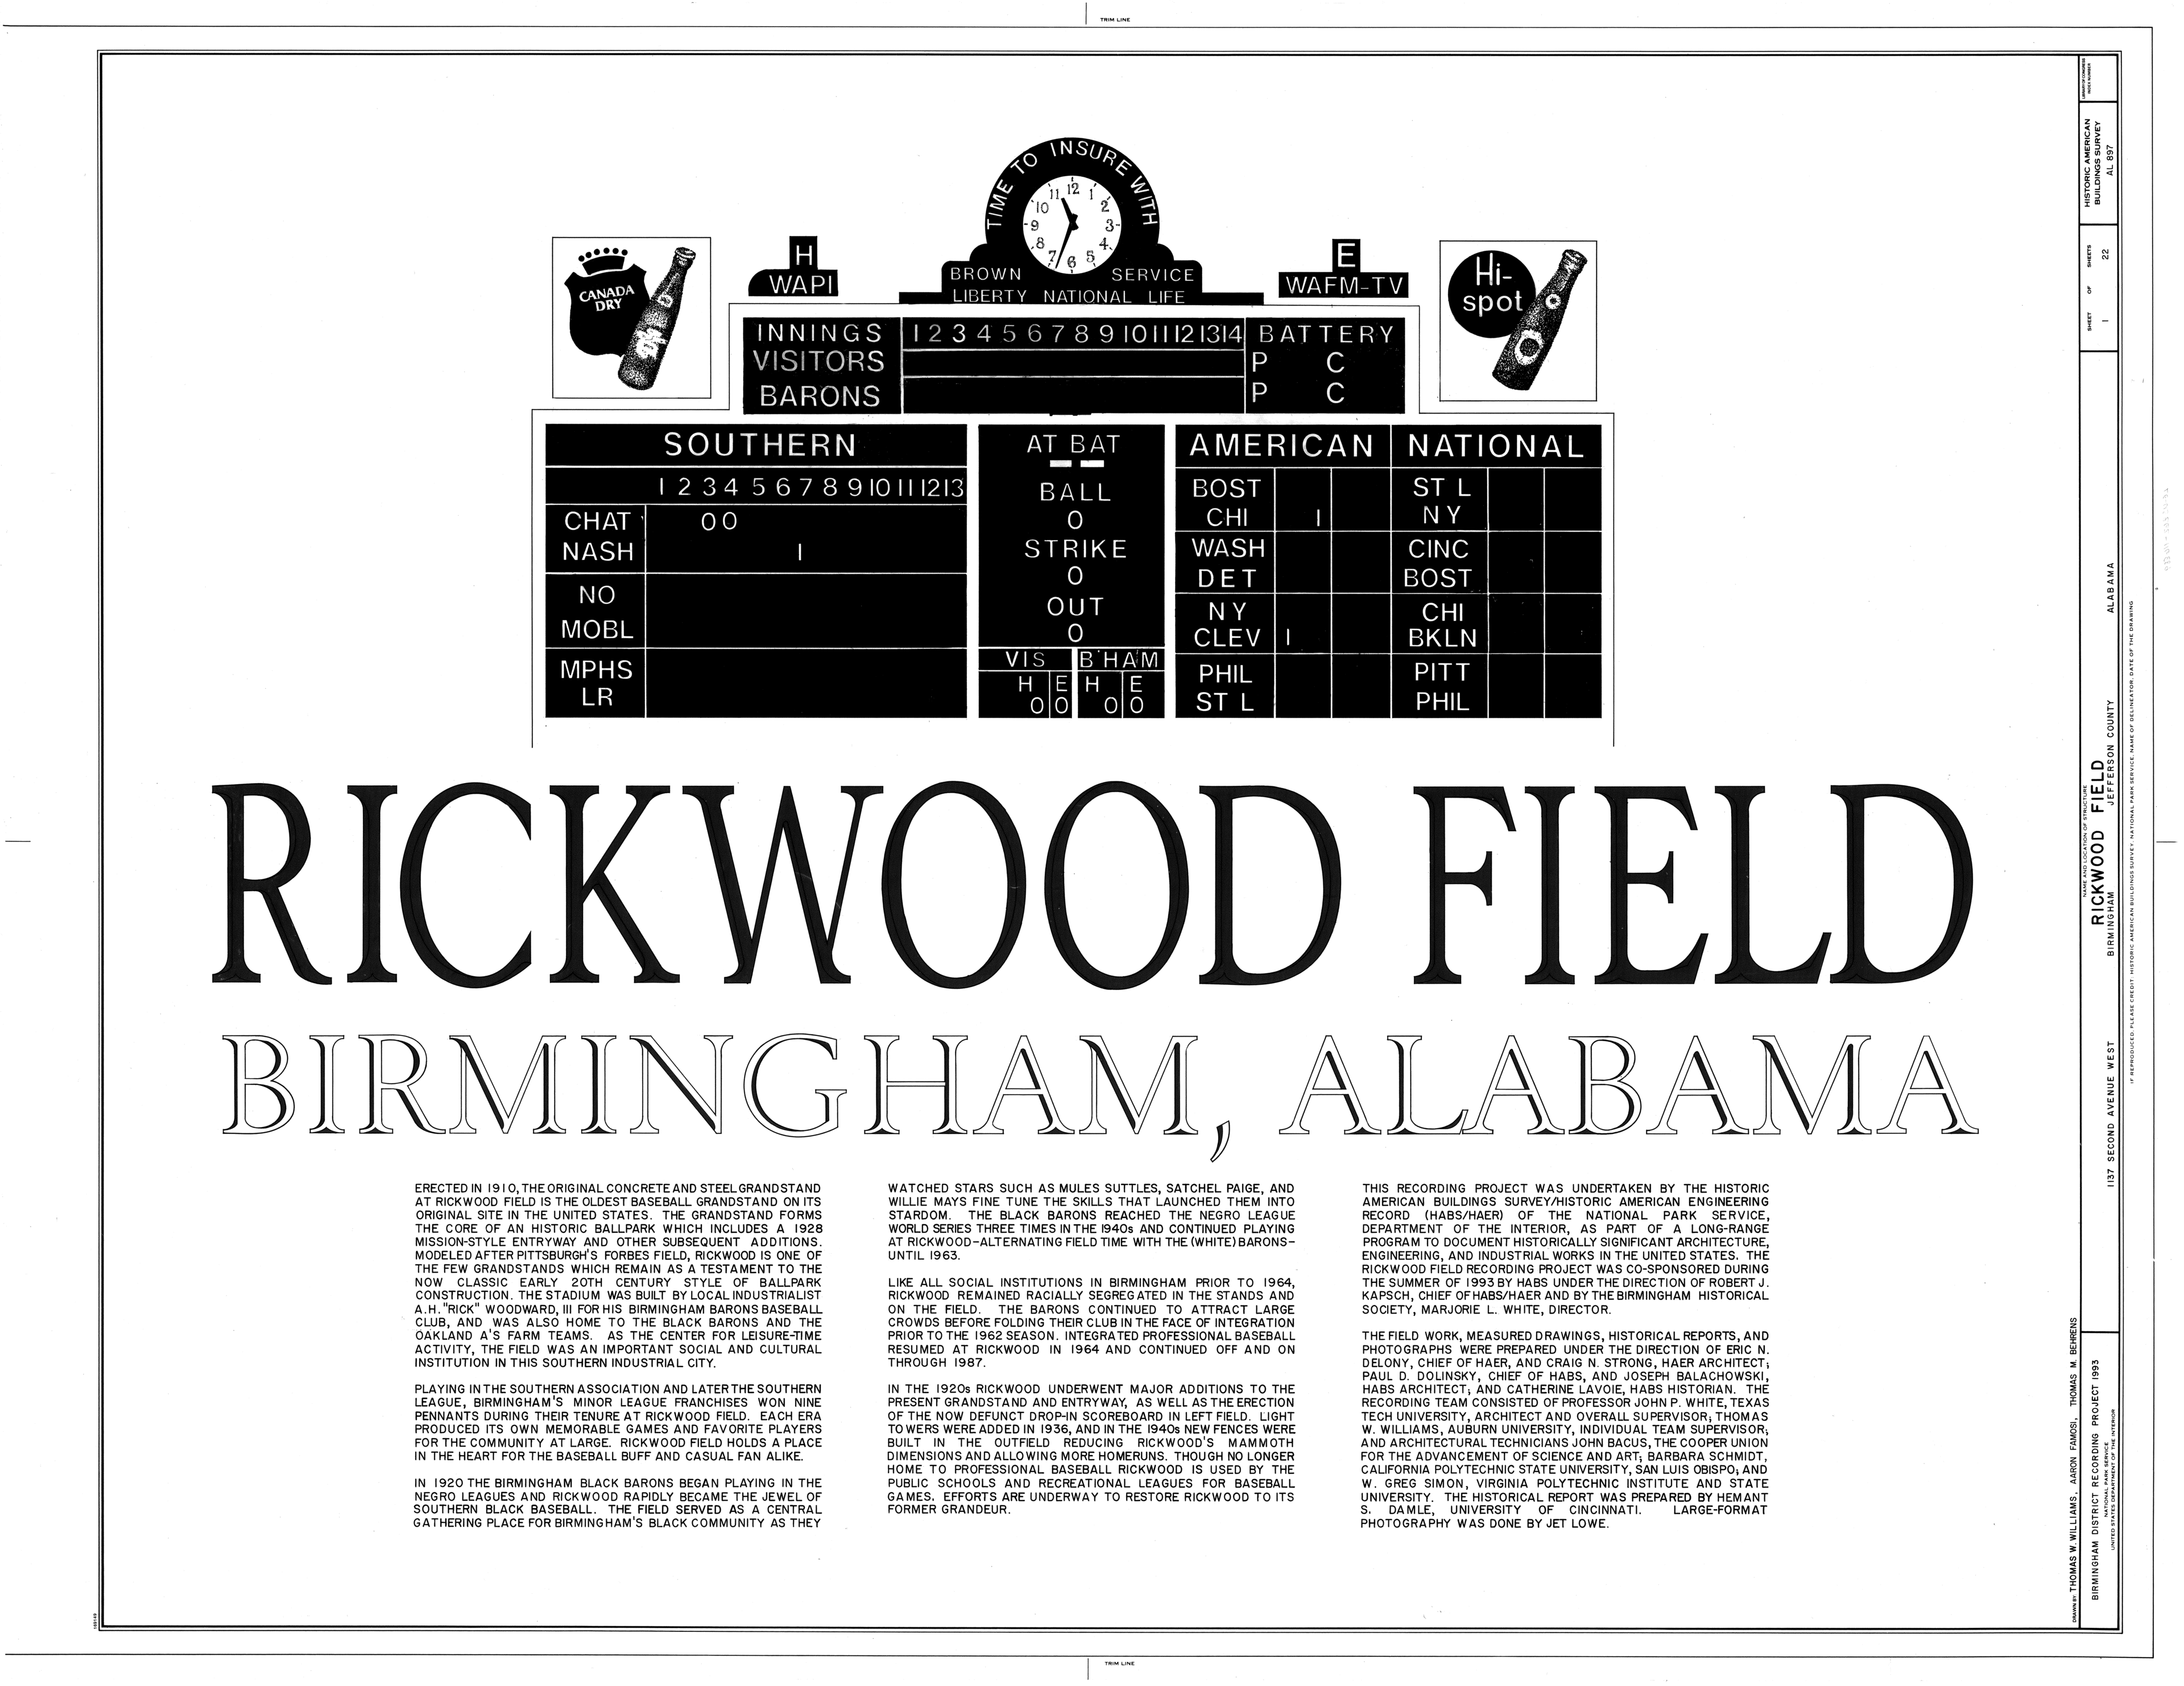 TRIM LINE
TIME TO INSURE WITH
11 12 1
10 2
9 3
8 4
7 6 5
BROWN SERVICE
LIBERTY NATIONAL LIFE
CANADA
DRY
H
WAPI
E
WAFM-TV
Hi-
spot
INNINGS 1 2 3 4 5 6 7 8 9 10 11 12 13 14 BATTERY
VISITORS P C
BARONS P C
SOUTHERN
1 2 3 4 5 6 7 8 9 10 11 12 13
CHAT 0 0
NASH 1
NO
MOBL
MPHS
LR
AT BAT
BALL
0
STRIKE
0
OUT
0
VIS B'HAM
H E H E
0 0 0 0
AMERICAN NATIONAL
BOST ST L
CHI 1 NY
WASH CINC
DET BOST
NY CHI
CLEV 1 BKLN
PHIL PITT
ST L PHIL
RICKWOOD FIELD
BIRMINGHAM, ALABAMA
ERECTED IN 1910, THE ORIGINAL CONCRETE AND STEEL GRANDSTAND
AT RICKWOOD FIELD IS THE OLDEST BASEBALL GRANDSTAND ON ITS
ORIGINAL SITE IN THE UNITED STATES. THE GRANDSTAND FORMS
THE CORE OF AN HISTORIC BALLPARK WHICH INCLUDES A 1928
MISSION-STYLE ENTRYWAY AND OTHER SUBSEQUENT ADDITIONS.
MODELED AFTER PITTSBURGH'S FORBES FIELD, RICKWOOD IS ONE OF
THE FEW GRANDSTANDS WHICH REMAIN AS A TESTAMENT TO THE
NOW CLASSIC EARLY 20TH CENTURY STYLE OF BALLPARK
CONSTRUCTION. THE STADIUM WAS BUILT BY LOCAL INDUSTRIALIST
A.H. "RICK" WOODWARD, III FOR HIS BIRMINGHAM BARONS BASEBALL
CLUB, AND WAS ALSO HOME TO THE BLACK BARONS AND THE
OAKLAND A'S FARM TEAMS. AS THE CENTER FOR LEISURE-TIME
ACTIVITY, THE FIELD WAS AN IMPORTANT SOCIAL AND CULTURAL
INSTITUTION IN THIS SOUTHERN INDUSTRIAL CITY.
PLAYING IN THE SOUTHERN ASSOCIATION AND LATER THE SOUTHERN
LEAGUE, BIRMINGHAM'S MINOR LEAGUE FRANCHISES WON NINE
PENNANTS DURING THEIR TENURE AT RICKWOOD FIELD. EACH ERA
PRODUCED ITS OWN MEMORABLE GAMES AND FAVORITE PLAYERS
FOR THE COMMUNITY AT LARGE. RICKWOOD FIELD HOLDS A PLACE
IN THE HEART FOR THE BASEBALL BUFF AND CASUAL FAN ALIKE.
IN 1920 THE BIRMINGHAM BLACK BARONS BEGAN PLAYING IN THE
NEGRO LEAGUES AND RICKWOOD RAPIDLY BECAME THE JEWEL OF
SOUTHERN BLACK BASEBALL. THE FIELD SERVED AS A CENTRAL
GATHERING PLACE FOR BIRMINGHAM'S BLACK COMMUNITY AS THEY
WATCHED STARS SUCH AS MULES SUTTLES, SATCHEL PAIGE, AND
WILLIE MAYS FINE TUNE THE SKILLS THAT LAUNCHED THEM INTO
STARDOM. THE BLACK BARONS REACHED THE NEGRO LEAGUE
WORLD SERIES THREE TIMES IN THE 1940s AND CONTINUED PLAYING
AT RICKWOOD-ALTERNATING FIELD TIME WITH THE (WHITE) BARONS-
UNTIL 1963.
LIKE ALL SOCIAL INSTITUTIONS IN BIRMINGHAM PRIOR TO 1964,
RICKWOOD REMAINED RACIALLY SEGREGATED IN THE STANDS AND
ON THE FIELD. THE BARONS CONTINUED TO ATTRACT LARGE
CROWDS BEFORE FOLDING THEIR CLUB IN THE FACE OF INTEGRATION
PRIOR TO THE 1962 SEASON. INTEGRATED PROFESSIONAL BASEBALL
RESUMED AT RICKWOOD IN 1964 AND CONTINUED OFF AND ON
THROUGH 1987.
IN THE 1920s RICKWOOD UNDERWENT MAJOR ADDITIONS TO THE
PRESENT GRANDSTAND AND ENTRYWAY, AS WELL AS THE ERECTION
OF THE NOW DEFUNCT DROP-IN SCOREBOARD IN LEFT FIELD. LIGHT
TOWERS WERE ADDED IN 1936, AND IN THE 1940s NEW FENCES WERE
BUILT IN THE OUTFIELD REDUCING RICKWOOD'S MAMMOTH
DIMENSIONS AND ALLOWING MORE HOMERUNS. THOUGH NO LONGER
HOME TO PROFESSIONAL BASEBALL RICKWOOD IS USED BY THE
PUBLIC SCHOOLS AND RECREATIONAL LEAGUES FOR BASEBALL
GAMES. EFFORTS ARE UNDERWAY TO RESTORE RICKWOOD TO ITS
FORMER GRANDEUR.
THIS RECORDING PROJECT WAS UNDERTAKEN BY THE HISTORIC
AMERICAN BUILDINGS SURVEY/HISTORIC AMERICAN ENGINEERING
RECORD (HABS/HAER) OF THE NATIONAL PARK SERVICE,
DEPARTMENT OF THE INTERIOR, AS PART OF A LONG-RANGE
PROGRAM TO DOCUMENT HISTORICALLY SIGNIFICANT ARCHITECTURE,
ENGINEERING, AND INDUSTRIAL WORKS IN THE UNITED STATES. THE
RICKWOOD FIELD RECORDING PROJECT WAS CO-SPONSORED DURING
THE SUMMER OF 1993 BY HABS UNDER THE DIRECTION OF ROBERT J.
KAPSCH, CHIEF OF HABS/HAER AND BY THE BIRMINGHAM HISTORICAL
SOCIETY, MARJORIE L. WHITE, DIRECTOR.
THE FIELD WORK, MEASURED DRAWINGS, HISTORICAL REPORTS, AND
PHOTOGRAPHS WERE PREPARED UNDER THE DIRECTION OF ERIC N.
DELONY, CHIEF OF HAER, AND CRAIG N. STRONG, HAER ARCHITECT;
PAUL D. DOLINSKY, CHIEF OF HABS, AND JOSEPH BALACHOWSKI,
HABS ARCHITECT; AND CATHERINE LAVOIE, HABS HISTORIAN. THE
RECORDING TEAM CONSISTED OF PROFESSOR JOHN P. WHITE, TEXAS
TECH UNIVERSITY, ARCHITECT AND OVERALL SUPERVISOR; THOMAS
W. WILLIAMS, AUBURN UNIVERSITY, INDIVIDUAL TEAM SUPERVISOR;
AND ARCHITECTURAL TECHNICIANS JOHN BACUS, THE COOPER UNION
FOR THE ADVANCEMENT OF SCIENCE AND ART; BARBARA SCHMIDT,
CALIFORNIA POLYTECHNIC STATE UNIVERSITY, SAN LUIS OBISPO; AND
W. GREG SIMON, VIRGINIA POLYTECHNIC INSTITUTE AND STATE
UNIVERSITY. THE HISTORICAL REPORT WAS PREPARED BY HEMANT
S. DAMLE, UNIVERSITY OF CINCINNATI. LARGE-FORMAT
PHOTOGRAPHY WAS DONE BY JET LOWE.
LIBRARY OF CONGRESS
INDEX NUMBER
HISTORIC AMERICAN
BUILDINGS SURVEY
AL 897
SHEET 1 OF 22 SHEETS
NAME AND LOCATION OF STRUCTURE
RICKWOOD FIELD
1137 SECOND AVENUE WEST BIRMINGHAM JEFFERSON COUNTY ALABAMA
IF REPRODUCED, PLEASE CREDIT: HISTORIC AMERICAN BUILDINGS SURVEY, NATIONAL PARK SERVICE, NAME OF DELINEATOR, DATE OF THE DRAWING
DRAWN BY: THOMAS W. WILLIAMS, AARON FAMOSI, THOMAS M. BEHRENS
BIRMINGHAM DISTRICT RECORDING PROJECT 1993
NATIONAL PARK SERVICE
UNITED STATES DEPARTMENT OF THE INTERIOR
TRIM LINE